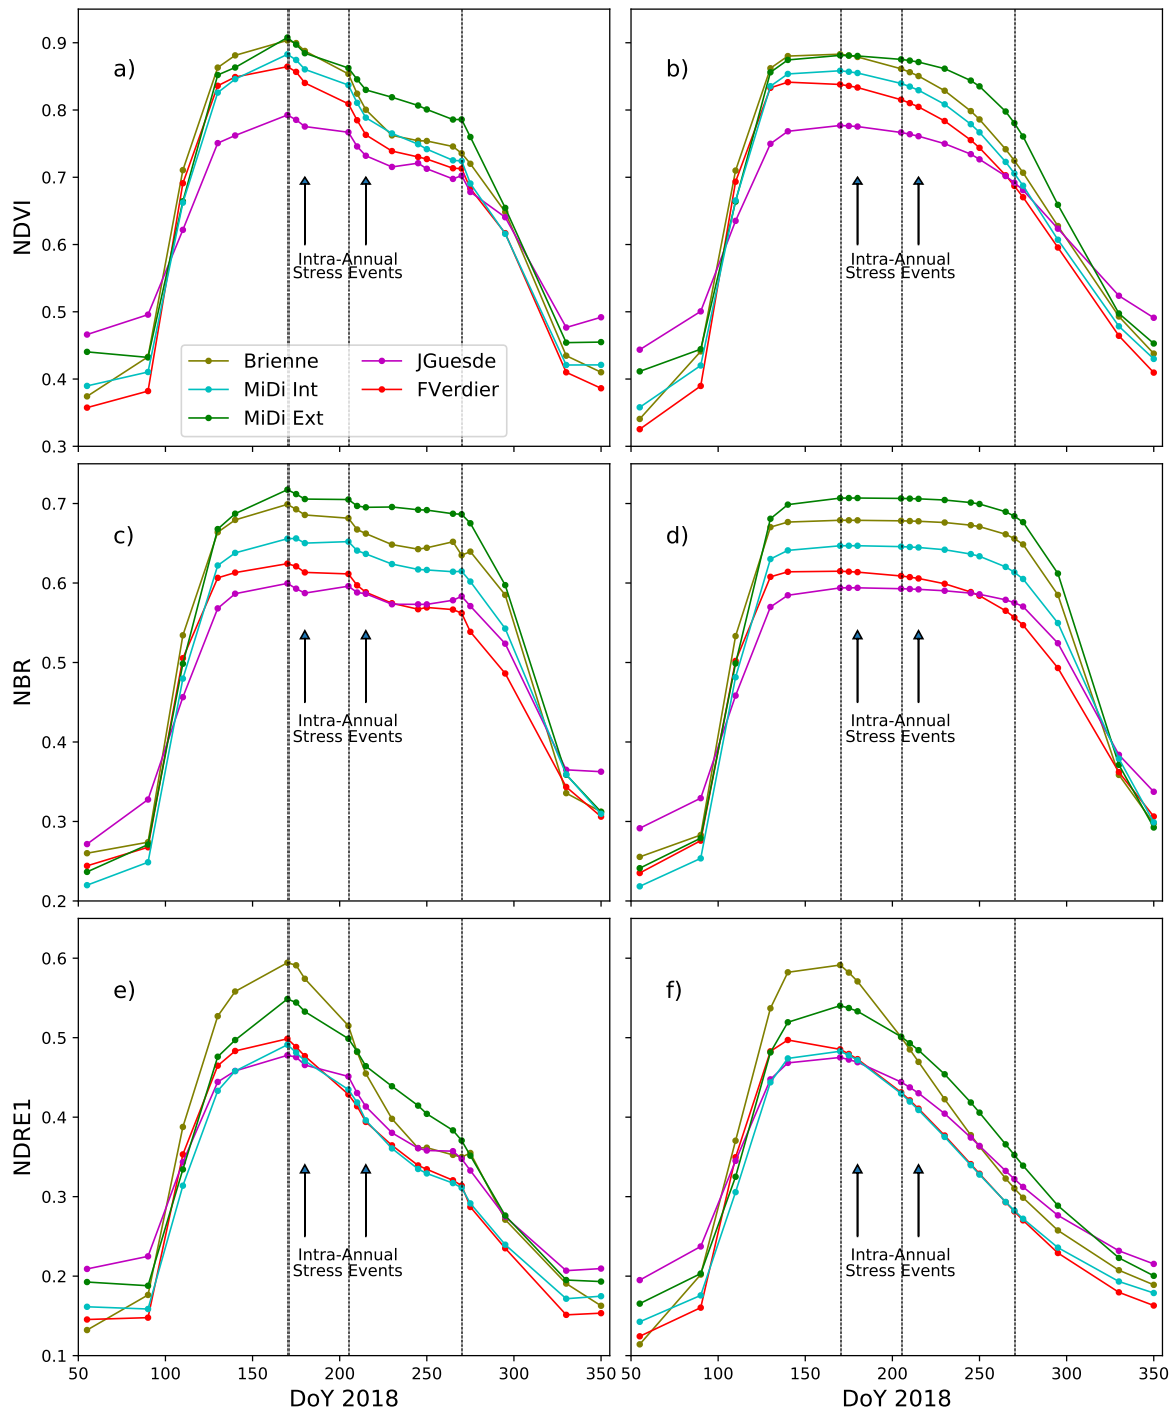 0.9
0.8
0.7
0.6
0.5
0.4
0.3
NDVI
a)
Intra-Annual
Stress Events
Brienne
MiDi Int
MiDi Ext
JGuesde
FVerdier
b)
Intra-Annual
Stress Events
0.7
0.6
0.5
0.4
0.3
0.2
NBR
c)
Intra-Annual
Stress Events
d)
Intra-Annual
Stress Events
0.6
0.5
0.4
0.3
0.2
0.1
NDRE1
e)
Intra-Annual
Stress Events
f)
Intra-Annual
Stress Events
50 100 150 200 250 300 350
50 100 150 200 250 300 350
DoY 2018
DoY 2018